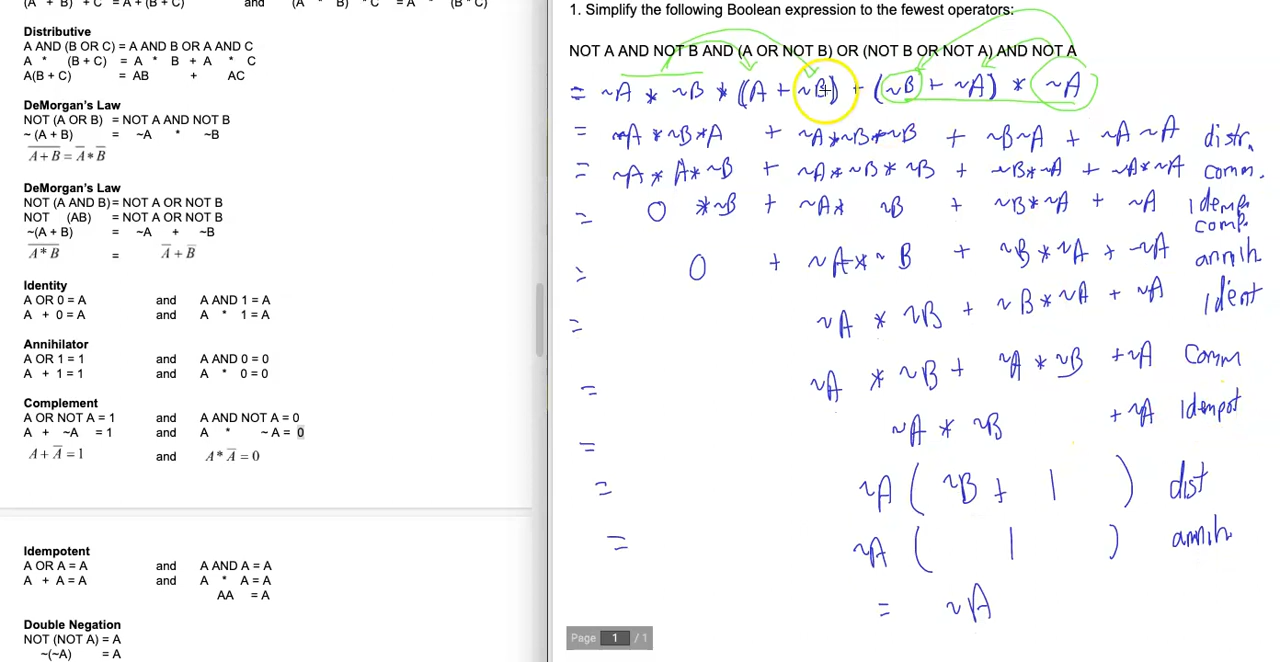 (A + B) + C = A + (B + C) and (A * B) * C = A * (B * C)
Distributive
A AND (B OR C) = A AND B OR A AND C
A * (B + C) = A * B + A * C
A(B + C) = AB + AC
DeMorgan's Law
NOT (A OR B) = NOT A AND NOT B
~ (A + B) = ~A * ~B
A + B = A * B
DeMorgan's Law
NOT (A AND B) = NOT A OR NOT B
NOT (AB) = NOT A OR NOT B
~(A + B) = ~A + ~B
A * B = A + B
Identity
A OR 0 = A and A AND 1 = A
A + 0 = A and A * 1 = A
Annihilator
A OR 1 = 1 and A AND 0 = 0
A + 1 = 1 and A * 0 = 0
Complement
A OR NOT A = 1 and A AND NOT A = 0
A + ~A = 1 and A * ~ A = 0
A + A = 1 and A * A = 0
Idempotent
A OR A = A and A AND A = A
A + A = A and A * A = A
AA = A
Double Negation
NOT (NOT A) = A
~(~A) = A
1. Simplify the following Boolean expression to the fewest operators:
NOT A AND NOT B AND (A OR NOT B) OR (NOT B OR NOT A) AND NOT A
= ~A * ~B * (A + ~B) + (~B + ~A) * ~A
= ~A * ~B * A + ~A * ~B * ~B + ~B ~A + ~A ~A distr.
= ~A * A * ~B + ~A * ~B * ~B + ~B * ~A + ~A * ~A comm.
= 0 * ~B + ~A * ~B + ~B * ~A + ~A Idemp.
comp.
= 0 + ~A * ~B + ~B * ~A + ~A annih
= ~A * ~B + ~B * ~A + ~A Ident
= ~A * ~B + ~A * ~B + ~A Comm
= ~A * ~B + ~A Idempot
= ~A ( ~B + 1 ) dist
= ~A ( 1 ) annih
= ~A
Page 1 / 1